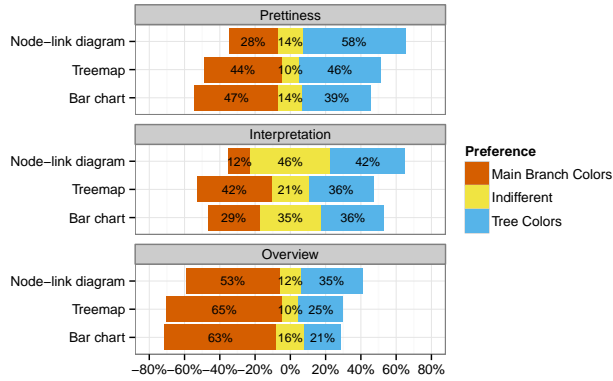 Prettiness
Node−link diagram 28% 14% 58%
Treemap 44% 10% 46%
Bar chart 47% 14% 39%
Interpretation
Node−link diagram 12% 46% 42%
Treemap 42% 21% 36%
Bar chart 29% 35% 36%
Preference
Main Branch Colors
Indifferent
Tree Colors
Overview
Node−link diagram 53% 12% 35%
Treemap 65% 10% 25%
Bar chart 63% 16% 21%
−80% −60% −40% −20% 0% 20% 40% 60% 80%